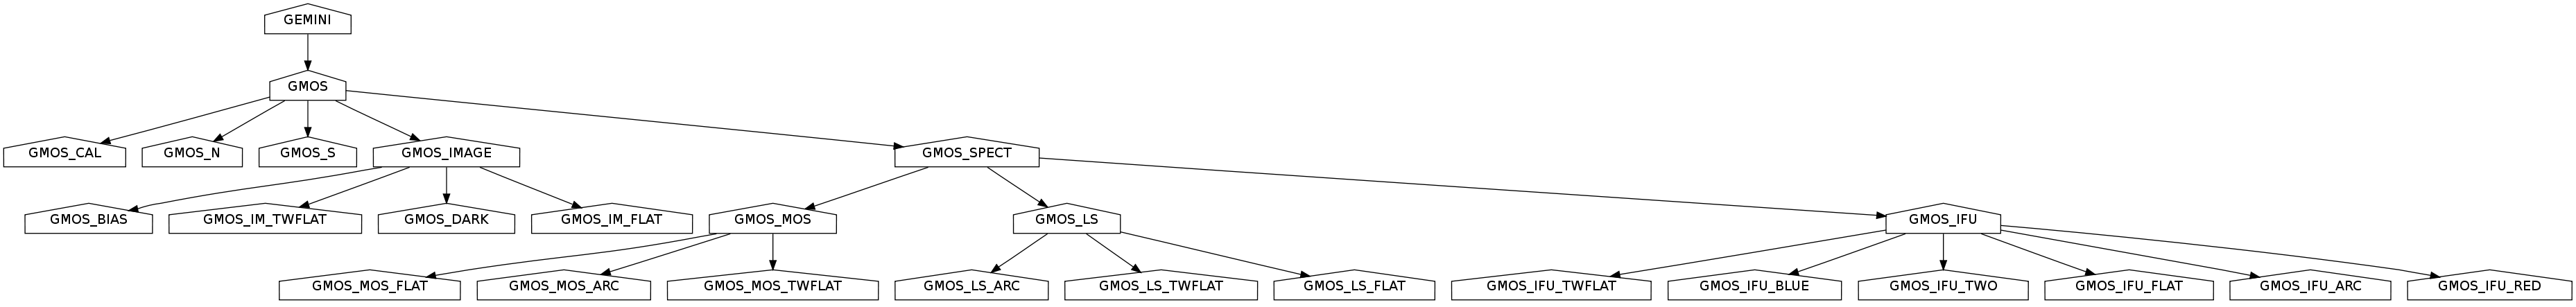 GEMINI
GMOS
GMOS_CAL
GMOS_N
GMOS_S
GMOS_IMAGE
GMOS_SPECT
GMOS_BIAS
GMOS_IM_TWFLAT
GMOS_DARK
GMOS_IM_FLAT
GMOS_MOS
GMOS_LS
GMOS_IFU
GMOS_MOS_FLAT
GMOS_MOS_ARC
GMOS_MOS_TWFLAT
GMOS_LS_ARC
GMOS_LS_TWFLAT
GMOS_LS_FLAT
GMOS_IFU_TWFLAT
GMOS_IFU_BLUE
GMOS_IFU_TWO
GMOS_IFU_FLAT
GMOS_IFU_ARC
GMOS_IFU_RED